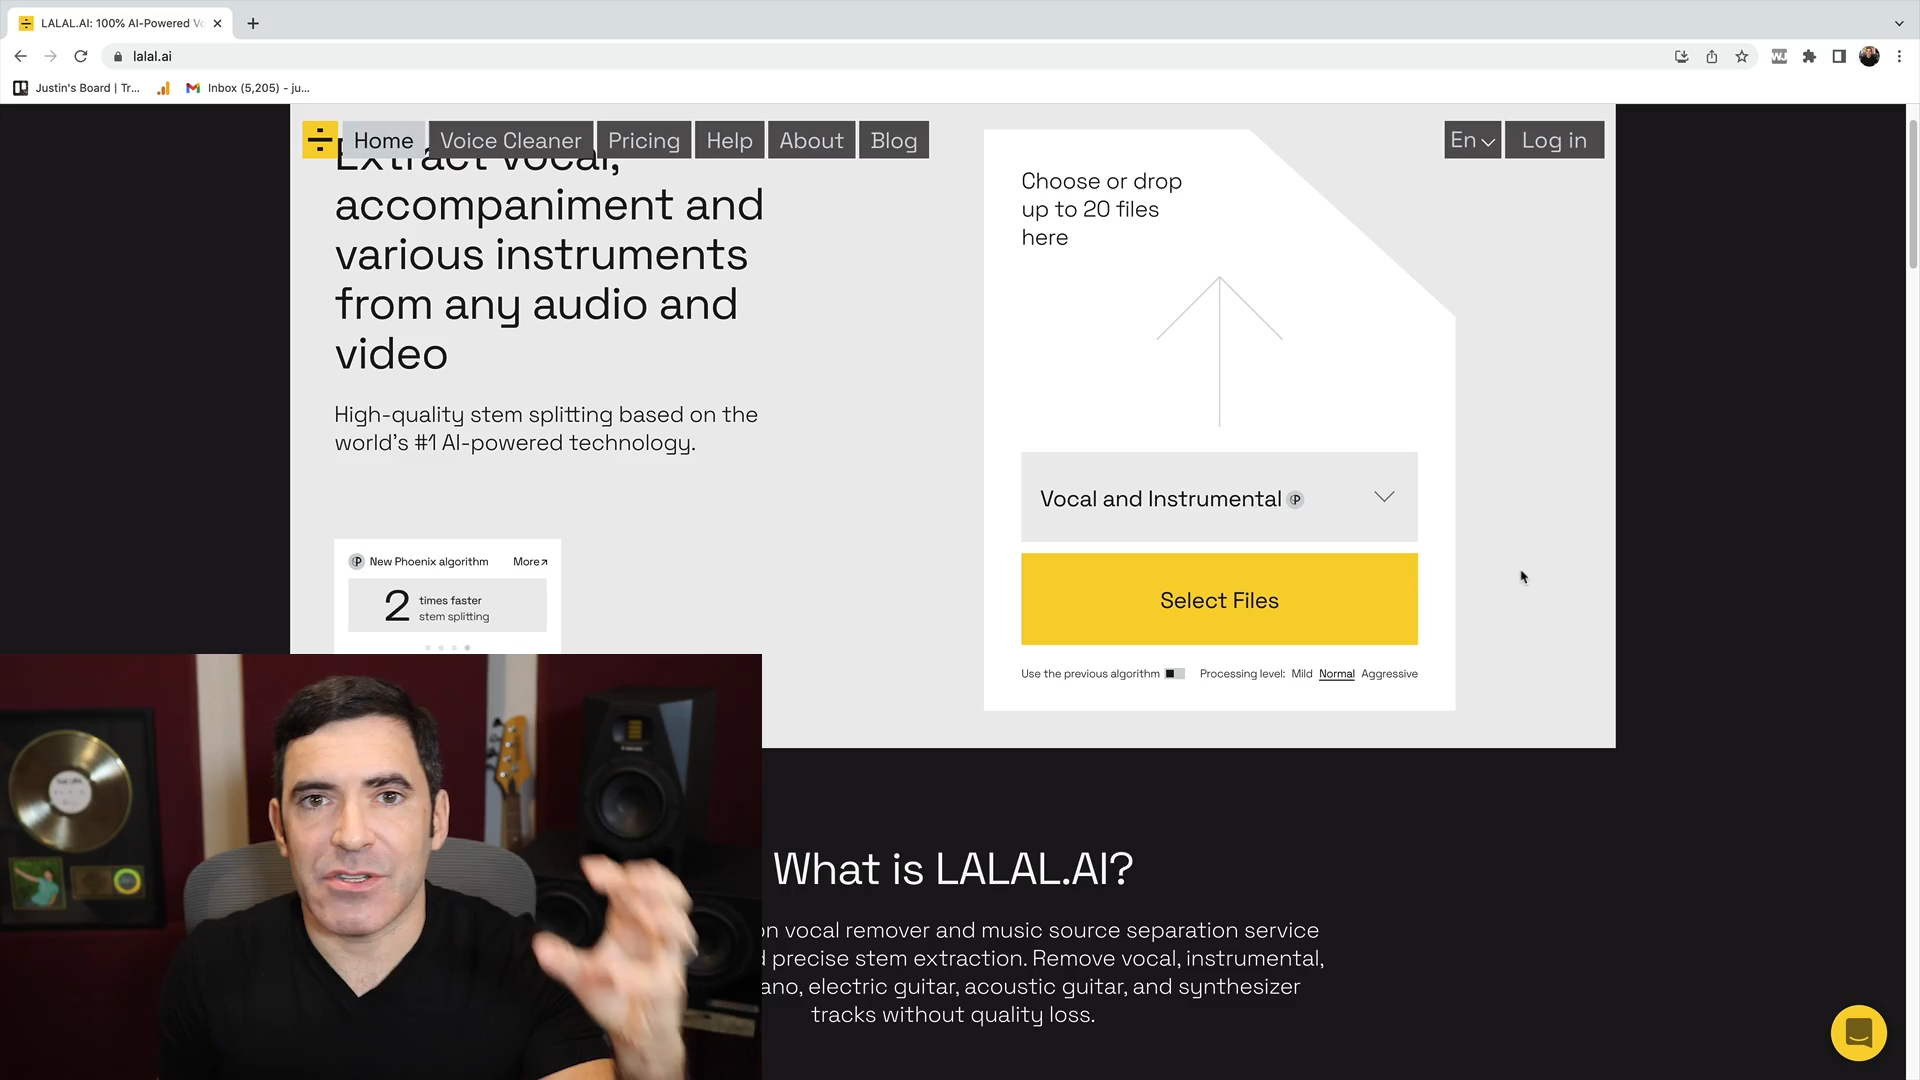 LALAL.AI: 100% AI-Powered Vo
lalal.ai
Justin's Board | Tr...
Inbox (5,205) - ju...
Home
Voice Cleaner
Pricing
Help
About
Blog
En
Log in
Extract vocal,
accompaniment and
various instruments
from any audio and
video
High-quality stem splitting based on the
world's #1 AI-powered technology.
New Phoenix algorithm
More
2 times faster
stem splitting
Choose or drop
up to 20 files
here
Vocal and Instrumental
Select Files
Use the previous algorithm
Processing level: Mild Normal Aggressive
What is LALAL.AI?
on vocal remover and music source separation service
precise stem extraction. Remove vocal, instrumental,
ano, electric guitar, acoustic guitar, and synthesizer
tracks without quality loss.